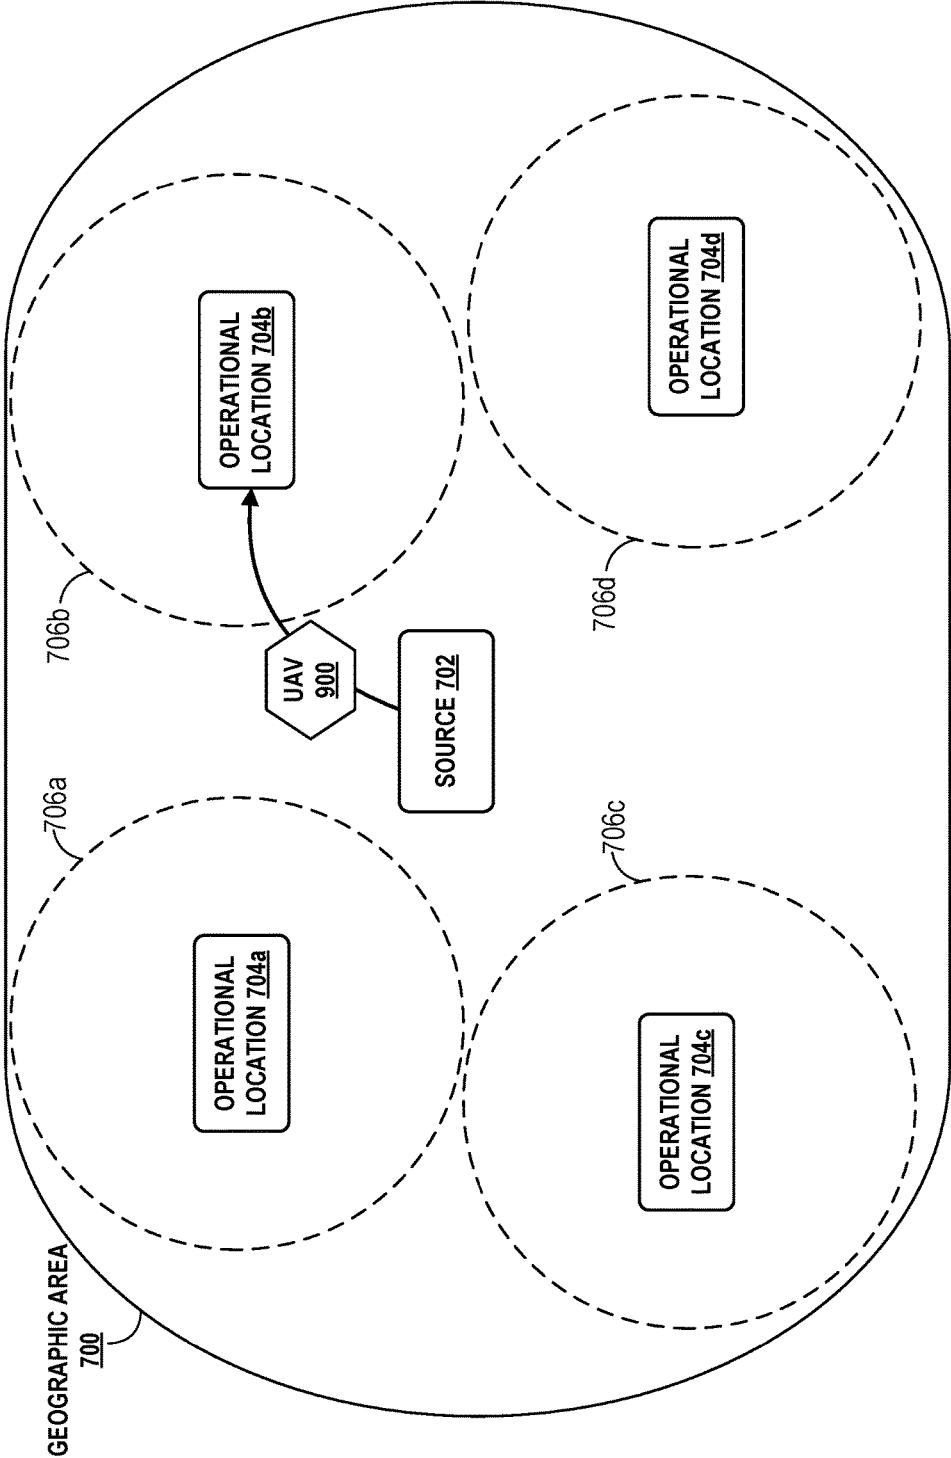 GEOGRAPHIC AREA
700
706a
706b
OPERATIONAL
LOCATION 704a
OPERATIONAL
LOCATION 704b
UAV
900
SOURCE 702
706c
706d
OPERATIONAL
LOCATION 704c
OPERATIONAL
LOCATION 704d